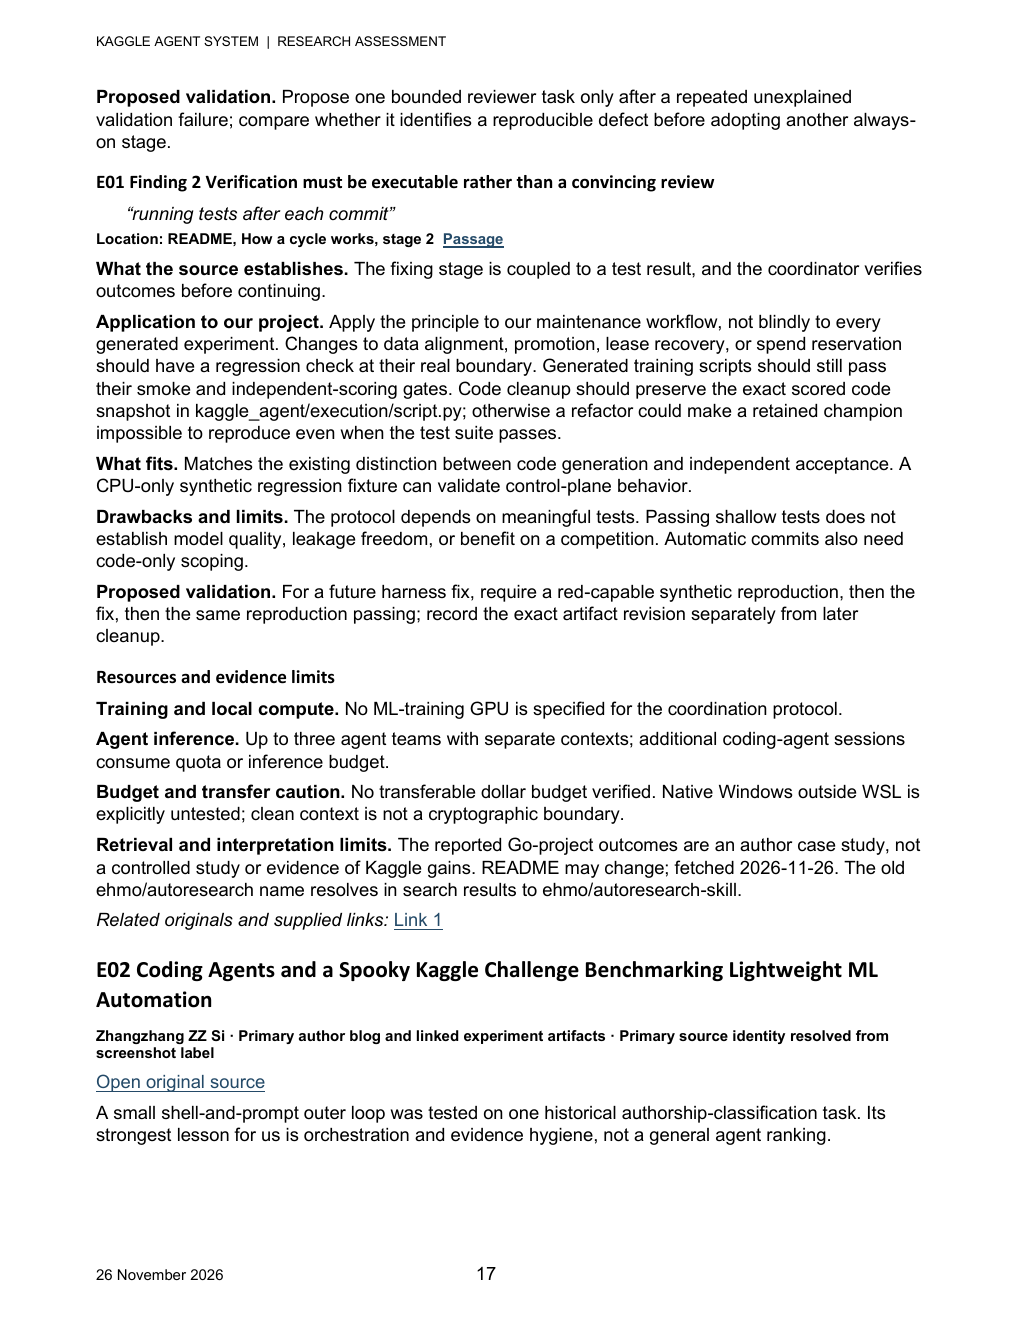 KAGGLE AGENT SYSTEM | RESEARCH ASSESSMENT
Proposed validation. Propose one bounded reviewer task only after a repeated unexplained
validation failure; compare whether it identifies a reproducible defect before adopting another always-
on stage.
E01 Finding 2 Verification must be executable rather than a convincing review
“running tests after each commit”
Location: README, How a cycle works, stage 2 Passage
What the source establishes. The fixing stage is coupled to a test result, and the coordinator verifies
outcomes before continuing.
Application to our project. Apply the principle to our maintenance workflow, not blindly to every
generated experiment. Changes to data alignment, promotion, lease recovery, or spend reservation
should have a regression check at their real boundary. Generated training scripts should still pass
their smoke and independent-scoring gates. Code cleanup should preserve the exact scored code
snapshot in kaggle_agent/execution/script.py; otherwise a refactor could make a retained champion
impossible to reproduce even when the test suite passes.
What fits. Matches the existing distinction between code generation and independent acceptance. A
CPU-only synthetic regression fixture can validate control-plane behavior.
Drawbacks and limits. The protocol depends on meaningful tests. Passing shallow tests does not
establish model quality, leakage freedom, or benefit on a competition. Automatic commits also need
code-only scoping.
Proposed validation. For a future harness fix, require a red-capable synthetic reproduction, then the
fix, then the same reproduction passing; record the exact artifact revision separately from later
cleanup.
Resources and evidence limits
Training and local compute. No ML-training GPU is specified for the coordination protocol.
Agent inference. Up to three agent teams with separate contexts; additional coding-agent sessions
consume quota or inference budget.
Budget and transfer caution. No transferable dollar budget verified. Native Windows outside WSL is
explicitly untested; clean context is not a cryptographic boundary.
Retrieval and interpretation limits. The reported Go-project outcomes are an author case study, not
a controlled study or evidence of Kaggle gains. README may change; fetched 2026-11-26. The old
ehmo/autoresearch name resolves in search results to ehmo/autoresearch-skill.
Related originals and supplied links: Link 1
E02 Coding Agents and a Spooky Kaggle Challenge Benchmarking Lightweight ML
Automation
Zhangzhang ZZ Si · Primary author blog and linked experiment artifacts · Primary source identity resolved from
screenshot label
Open original source
A small shell-and-prompt outer loop was tested on one historical authorship-classification task. Its
strongest lesson for us is orchestration and evidence hygiene, not a general agent ranking.
26 November 2026 17